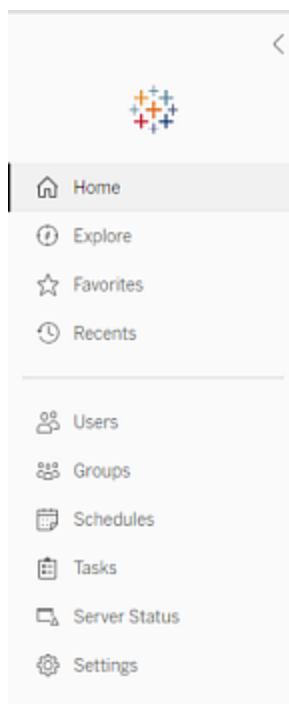 Home
Explore
Favorites
Recents
Users
Groups
Schedules
Tasks
Server Status
Settings